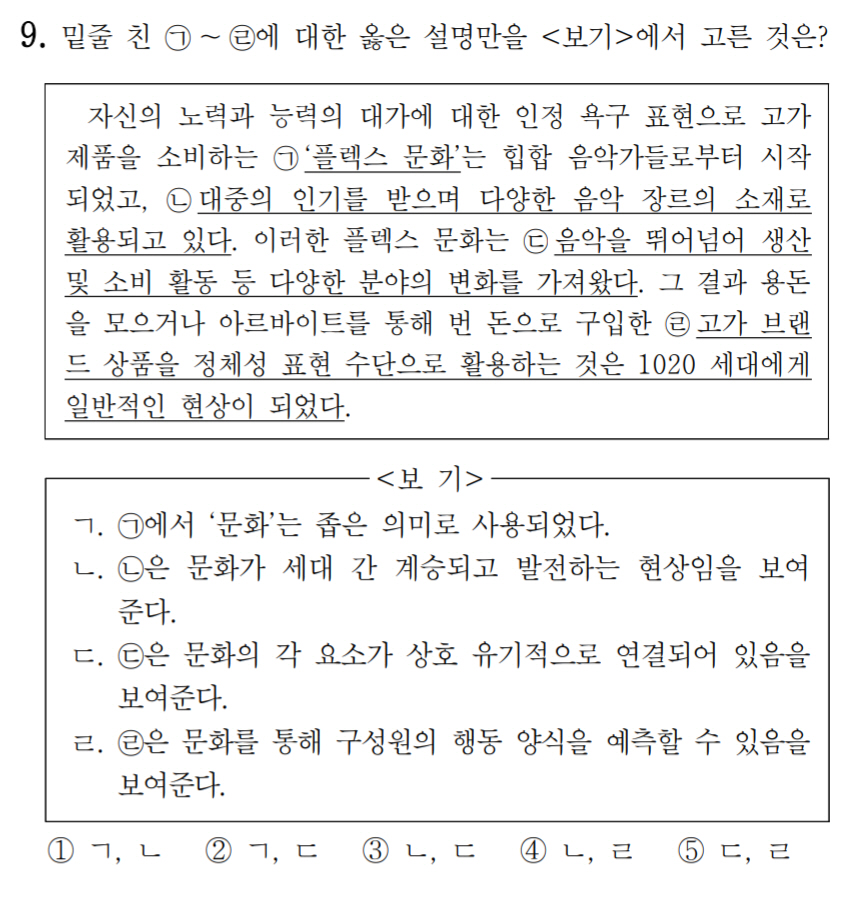 9. 밑줄 친 ㉠~㉣에 대한 옳은 설명만을 <보기>에서 고른 것은?
자신의 노력과 능력의 대가에 대한 인정 욕구 표현으로 고가
제품을 소비하는 ㉠‘플렉스 문화’는 힙합 음악가들로부터 시작
되었고, ㉡대중의 인기를 받으며 다양한 음악 장르의 소재로
활용되고 있다. 이러한 플렉스 문화는 ㉢음악을 뛰어넘어 생산
및 소비 활동 등 다양한 분야의 변화를 가져왔다. 그 결과 용돈
을 모으거나 아르바이트를 통해 번 돈으로 구입한 ㉣고가 브랜
드 상품을 정체성 표현 수단으로 활용하는 것은 1020 세대에게
일반적인 현상이 되었다.
<보 기>
ㄱ. ㉠에서 ‘문화’는 좁은 의미로 사용되었다.
ㄴ. ㉡은 문화가 세대 간 계승되고 발전하는 현상임을 보여
준다.
ㄷ. ㉢은 문화의 각 요소가 상호 유기적으로 연결되어 있음을
보여준다.
ㄹ. ㉣은 문화를 통해 구성원의 행동 양식을 예측할 수 있음을
보여준다.
① ㄱ, ㄴ ② ㄱ, ㄷ ③ ㄴ, ㄷ ④ ㄴ, ㄹ ⑤ ㄷ, ㄹ